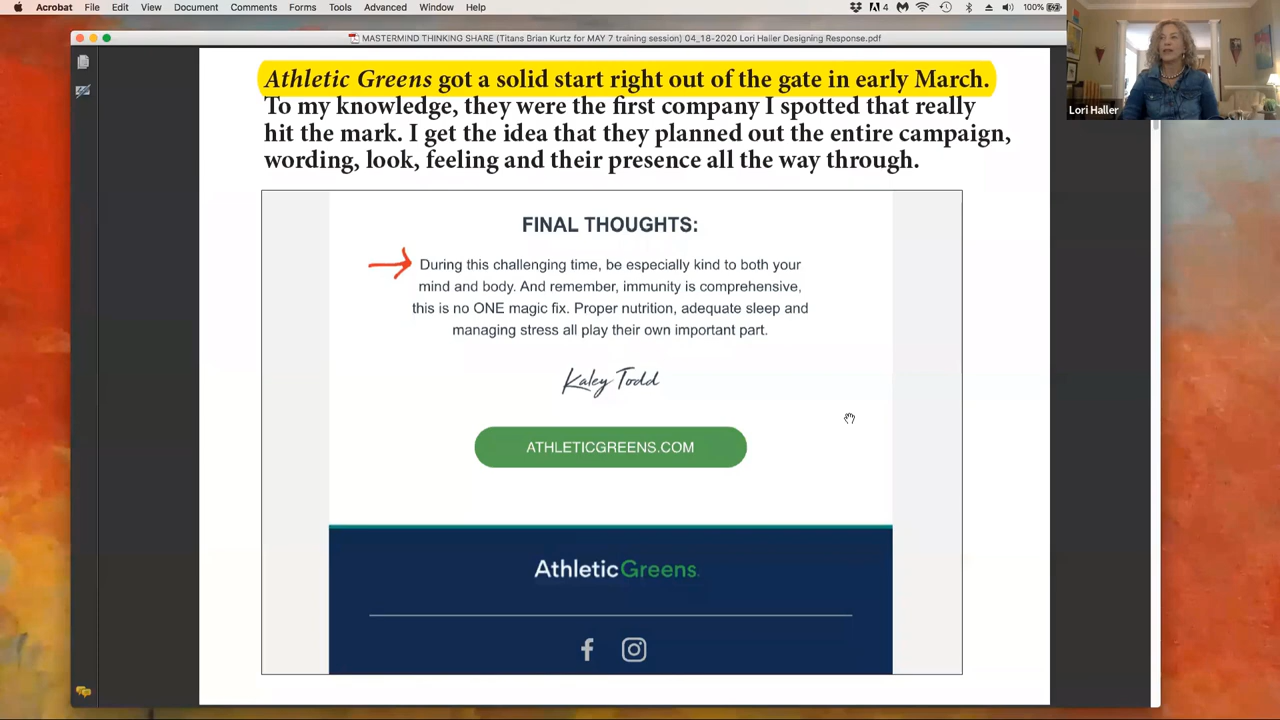 Acrobat File Edit View Document Comments Forms Tools Advanced Window Help 4 100%
MASTERMIND THINKING SHARE (Titans Brian Kurtz for MAY 7 training session) 04_18-2020 Lori Haller Designing Response.pdf
Athletic Greens got a solid start right out of the gate in early March.
To my knowledge, they were the first company I spotted that really
hit the mark. I get the idea that they planned out the entire campaign,
wording, look, feeling and their presence all the way through.
Lori Haller
FINAL THOUGHTS:
During this challenging time, be especially kind to both your
mind and body. And remember, immunity is comprehensive,
this is no ONE magic fix. Proper nutrition, adequate sleep and
managing stress all play their own important part.
Kaley Todd
ATHLETICGREENS.COM
AthleticGreens.